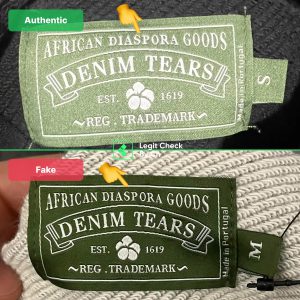 Authentic
AFRICAN DIASPORA GOODS
DENIM TEARS
EST. 1619
~ REG. TRADEMARK ~
Made in Portugal
S
Legit Check
Fake
AFRICAN DIASPORA GOODS
DENIM TEARS
EST. 1619
~ REG. TRADEMARK ~
Made in Portugal
M